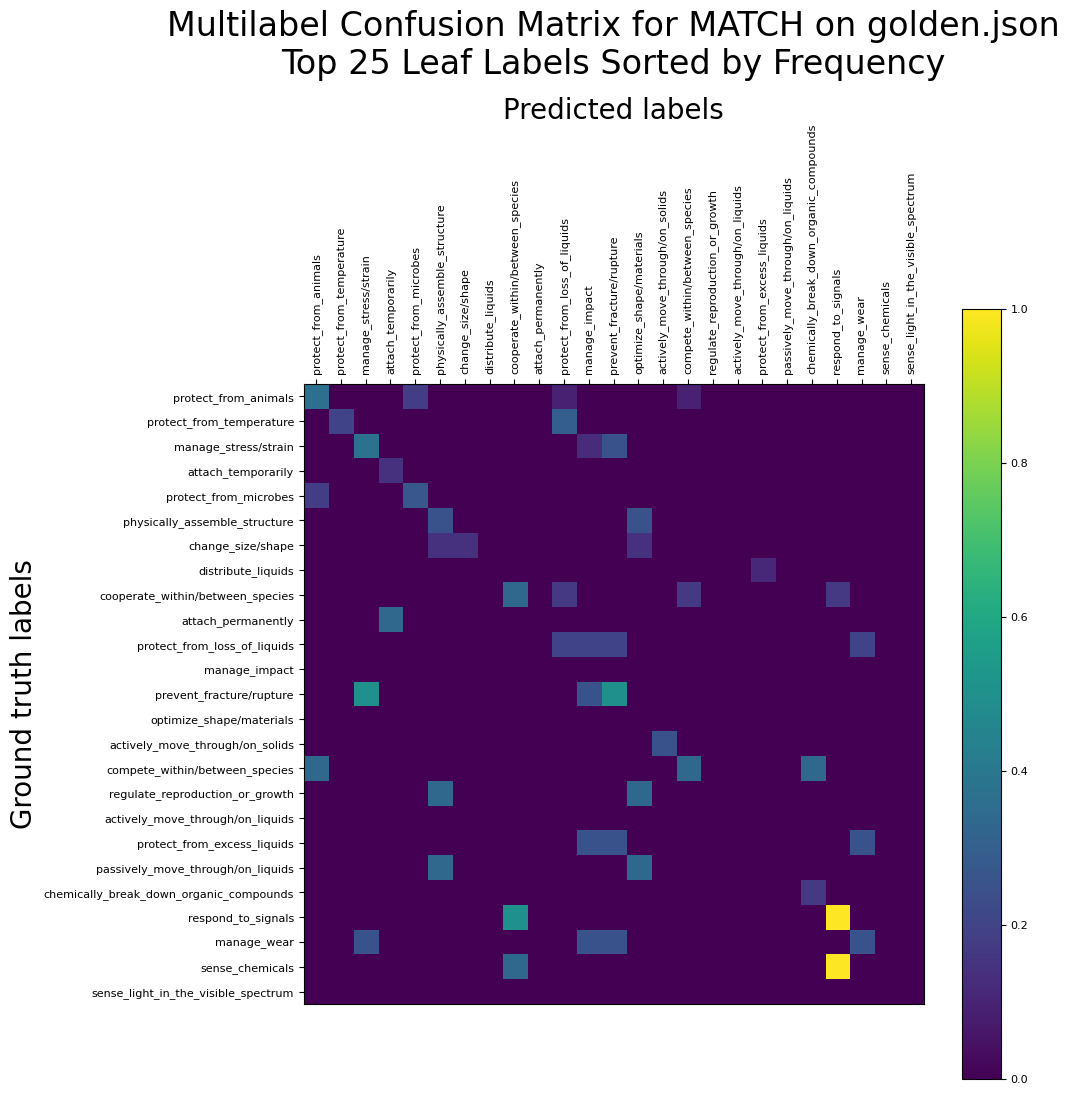 Multilabel Confusion Matrix for MATCH on golden.json
Top 25 Leaf Labels Sorted by Frequency
Predicted labels
protect_from_animals
protect_from_temperature
manage_stress/strain
attach_temporarily
protect_from_microbes
physically_assemble_structure
change_size/shape
distribute_liquids
cooperate_within/between_species
attach_permanently
protect_from_loss_of_liquids
manage_impact
prevent_fracture/rupture
optimize_shape/materials
actively_move_through/on_solids
compete_within/between_species
regulate_reproduction_or_growth
actively_move_through/on_liquids
protect_from_excess_liquids
passively_move_through/on_liquids
chemically_break_down_organic_compounds
respond_to_signals
manage_wear
sense_chemicals
sense_light_in_the_visible_spectrum
Ground truth labels
protect_from_animals
protect_from_temperature
manage_stress/strain
attach_temporarily
protect_from_microbes
physically_assemble_structure
change_size/shape
distribute_liquids
cooperate_within/between_species
attach_permanently
protect_from_loss_of_liquids
manage_impact
prevent_fracture/rupture
optimize_shape/materials
actively_move_through/on_solids
compete_within/between_species
regulate_reproduction_or_growth
actively_move_through/on_liquids
protect_from_excess_liquids
passively_move_through/on_liquids
chemically_break_down_organic_compounds
respond_to_signals
manage_wear
sense_chemicals
sense_light_in_the_visible_spectrum
1.0
0.8
0.6
0.4
0.2
0.0